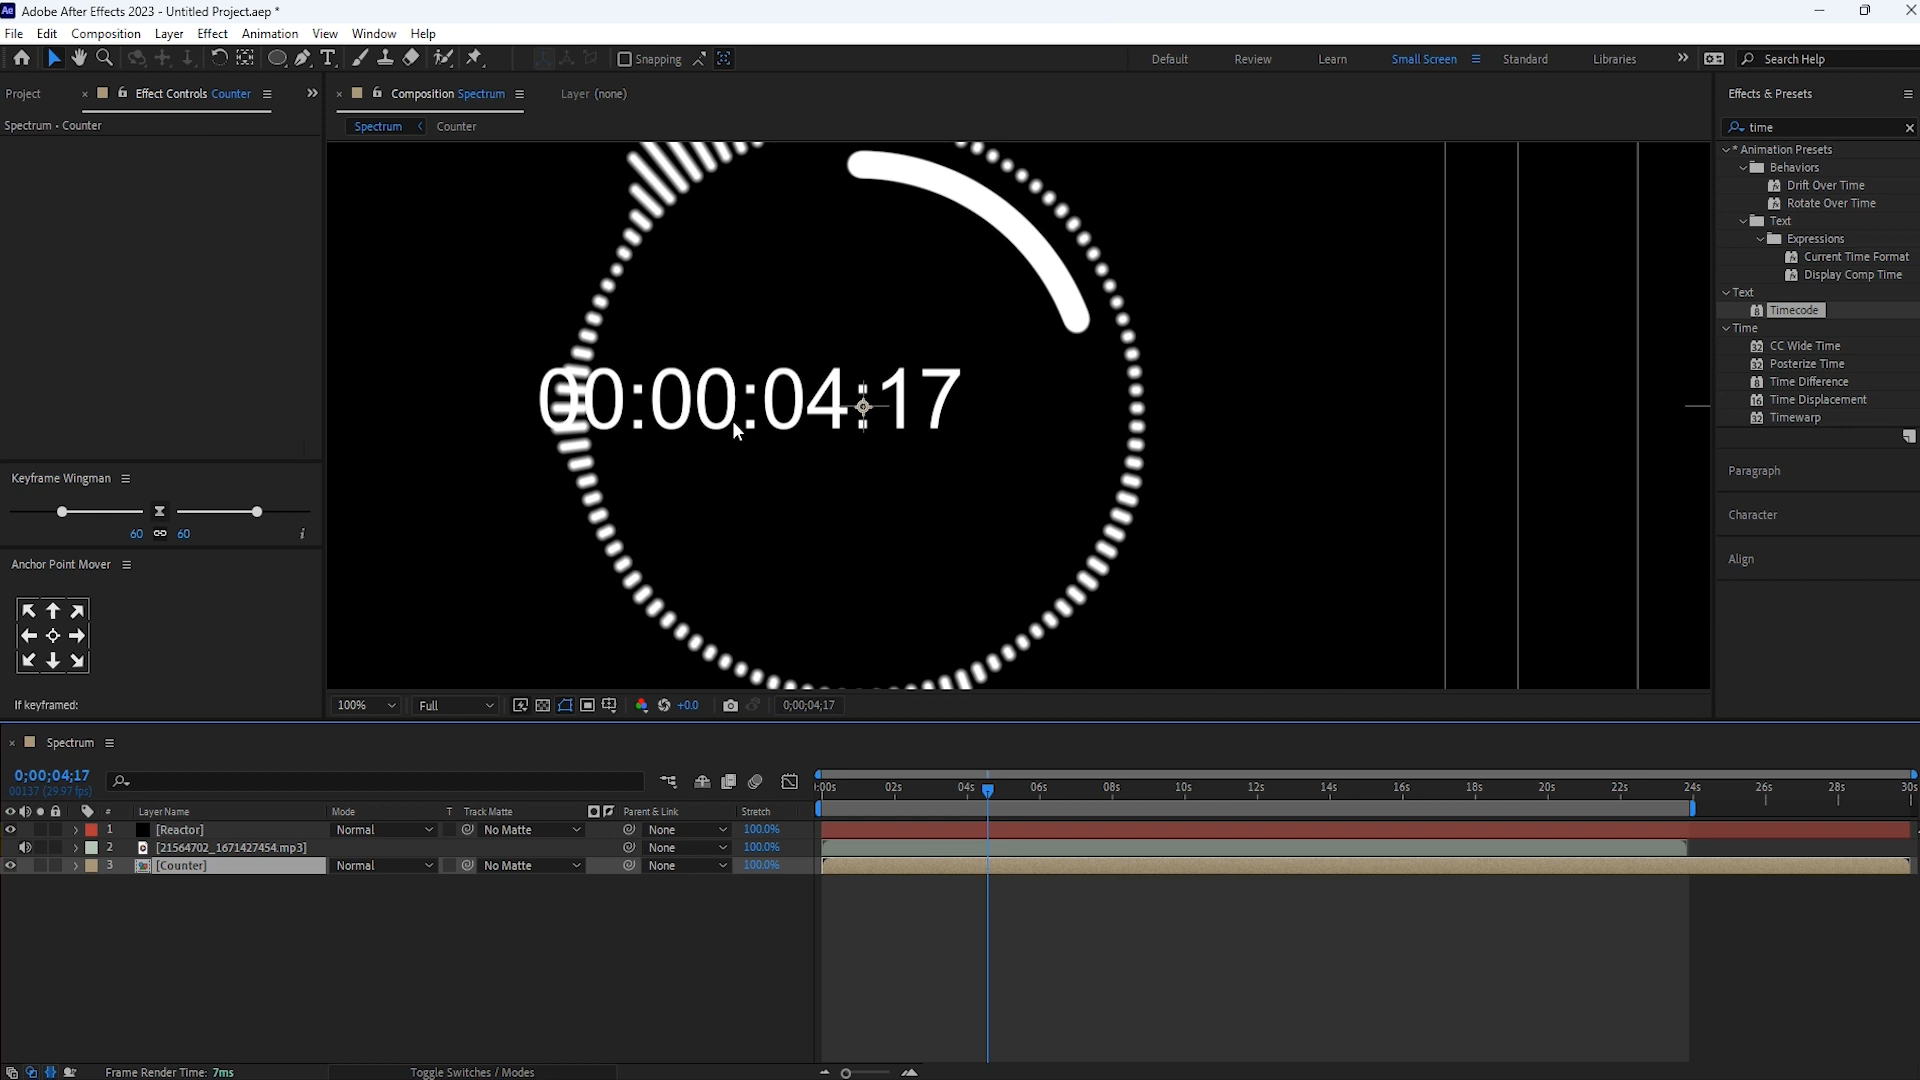 Adobe After Effects 2023 - Untitled Project.aep *
File Edit Composition Layer Effect Animation View Window Help
Snapping Default Review Learn Small Screen Standard Libraries Search Help
Project Effect Controls Counter Composition Spectrum Layer (none) Effects & Presets
Spectrum • Counter Spectrum Counter time
* Animation Presets
Behaviors
Drift Over Time
Rotate Over Time
Text
Expressions
Current Time Format
Display Comp Time
Text
Timecode
Time
CC Wide Time
Posterize Time
Time Difference
Time Displacement
Timewarp
00:00:04:17
Paragraph
Character
Align
Keyframe Wingman
60 60 i
Anchor Point Mover
If keyframed:
100% Full +0.0 0;00;04;17
Spectrum
0;00;04;17
00137 (29.97 fps)
:00s 02s 04s 06s 08s 10s 12s 14s 16s 18s 20s 22s 24s 26s 28s 30s
# Layer Name Mode T Track Matte Parent & Link Stretch
1 [Reactor] Normal No Matte None 100.0%
2 [21564702_1671427454.mp3] None 100.0%
3 [Counter] Normal No Matte None 100.0%
Frame Render Time: 7ms Toggle Switches / Modes